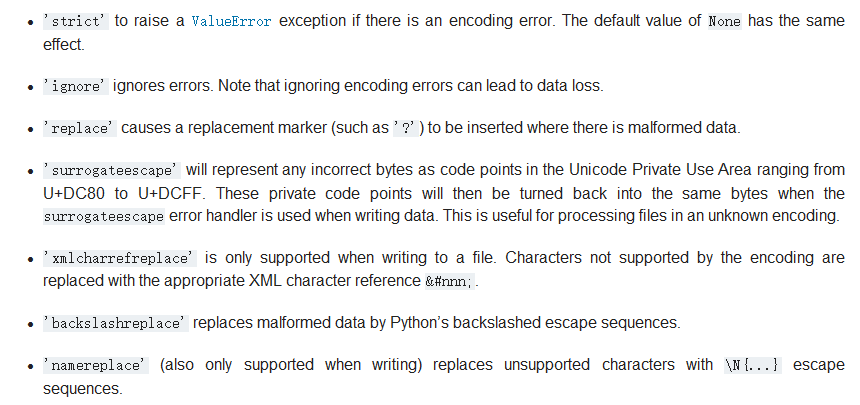 • ’strict’ to raise a ValueError exception if there is an encoding error. The default value of None has the same
effect.
• ’ignore’ ignores errors. Note that ignoring encoding errors can lead to data loss.
• ’replace’ causes a replacement marker (such as ’?’) to be inserted where there is malformed data.
• ’surrogateescape’ will represent any incorrect bytes as code points in the Unicode Private Use Area ranging from
U+DC80 to U+DCFF. These private code points will then be turned back into the same bytes when the
surrogateescape error handler is used when writing data. This is useful for processing files in an unknown encoding.
• ’xmlcharrefreplace’ is only supported when writing to a file. Characters not supported by the encoding are
replaced with the appropriate XML character reference &#nnn;.
• ’backslashreplace’ replaces malformed data by Python’s backslashed escape sequences.
• ’namereplace’ (also only supported when writing) replaces unsupported characters with \N{...} escape
sequences.